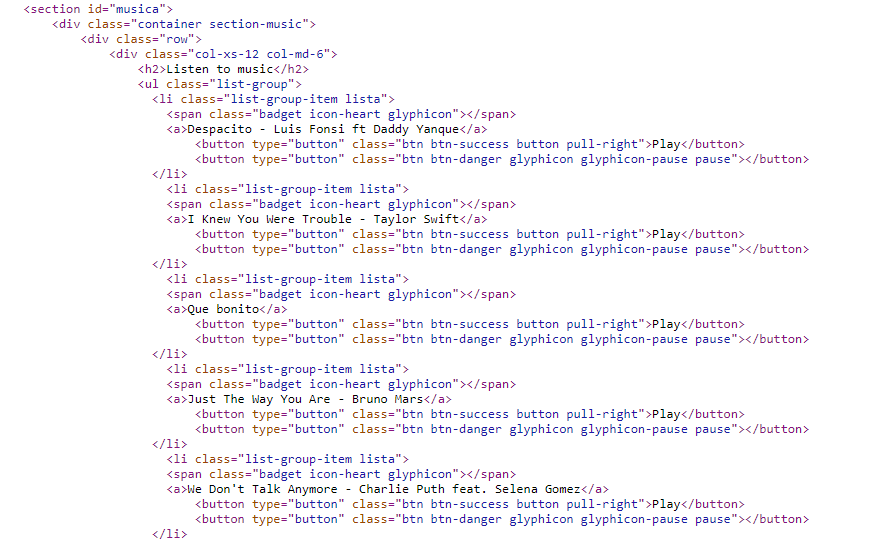 <section id="musica">
<div class="container section-music">
<div class="row">
<div class="col-xs-12 col-md-6">
<h2>Listen to music</h2>
<ul class="list-group">
<li class="list-group-item lista">
<span class="badget icon-heart glyphicon"></span>
<a>Despacito - Luis Fonsi ft Daddy Yanque</a>
<button type="button" class="btn btn-success button pull-right">Play</button>
<button type="button" class="btn btn-danger glyphicon glyphicon-pause pause"></button>
</li>
<li class="list-group-item lista">
<span class="badget icon-heart glyphicon"></span>
<a>I Knew You Were Trouble - Taylor Swift</a>
<button type="button" class="btn btn-success button pull-right">Play</button>
<button type="button" class="btn btn-danger glyphicon glyphicon-pause pause"></button>
</li>
<li class="list-group-item lista">
<span class="badget icon-heart glyphicon"></span>
<a>Que bonito</a>
<button type="button" class="btn btn-success button pull-right">Play</button>
<button type="button" class="btn btn-danger glyphicon glyphicon-pause pause"></button>
</li>
<li class="list-group-item lista">
<span class="badget icon-heart glyphicon"></span>
<a>Just The Way You Are - Bruno Mars</a>
<button type="button" class="btn btn-success button pull-right">Play</button>
<button type="button" class="btn btn-danger glyphicon glyphicon-pause pause"></button>
</li>
<li class="list-group-item lista">
<span class="badget icon-heart glyphicon"></span>
<a>We Don't Talk Anymore - Charlie Puth feat. Selena Gomez</a>
<button type="button" class="btn btn-success button pull-right">Play</button>
<button type="button" class="btn btn-danger glyphicon glyphicon-pause pause"></button>
</li>